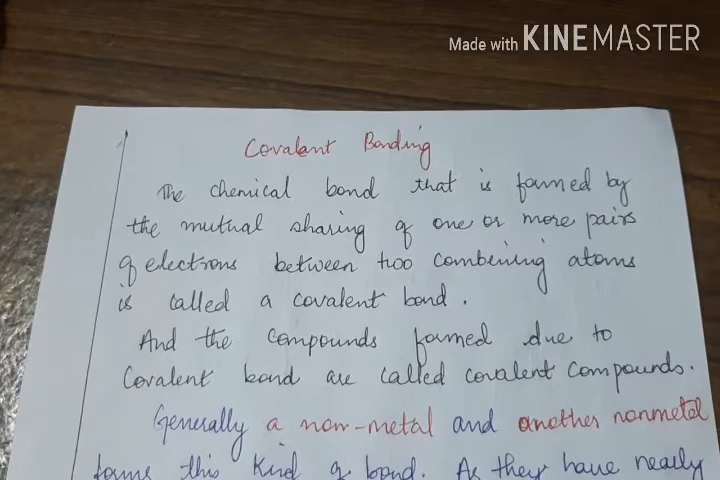 Made with KINEMASTER
Covalent Bonding
The chemical bond that is formed by
the mutual sharing of one or more pairs
of electrons between two combining atoms
is called a covalent bond.
And the compounds formed due to
Covalent bond are called covalent compounds.
Generally a non-metal and another nonmetal
forms this kind of bond. As they have nearly